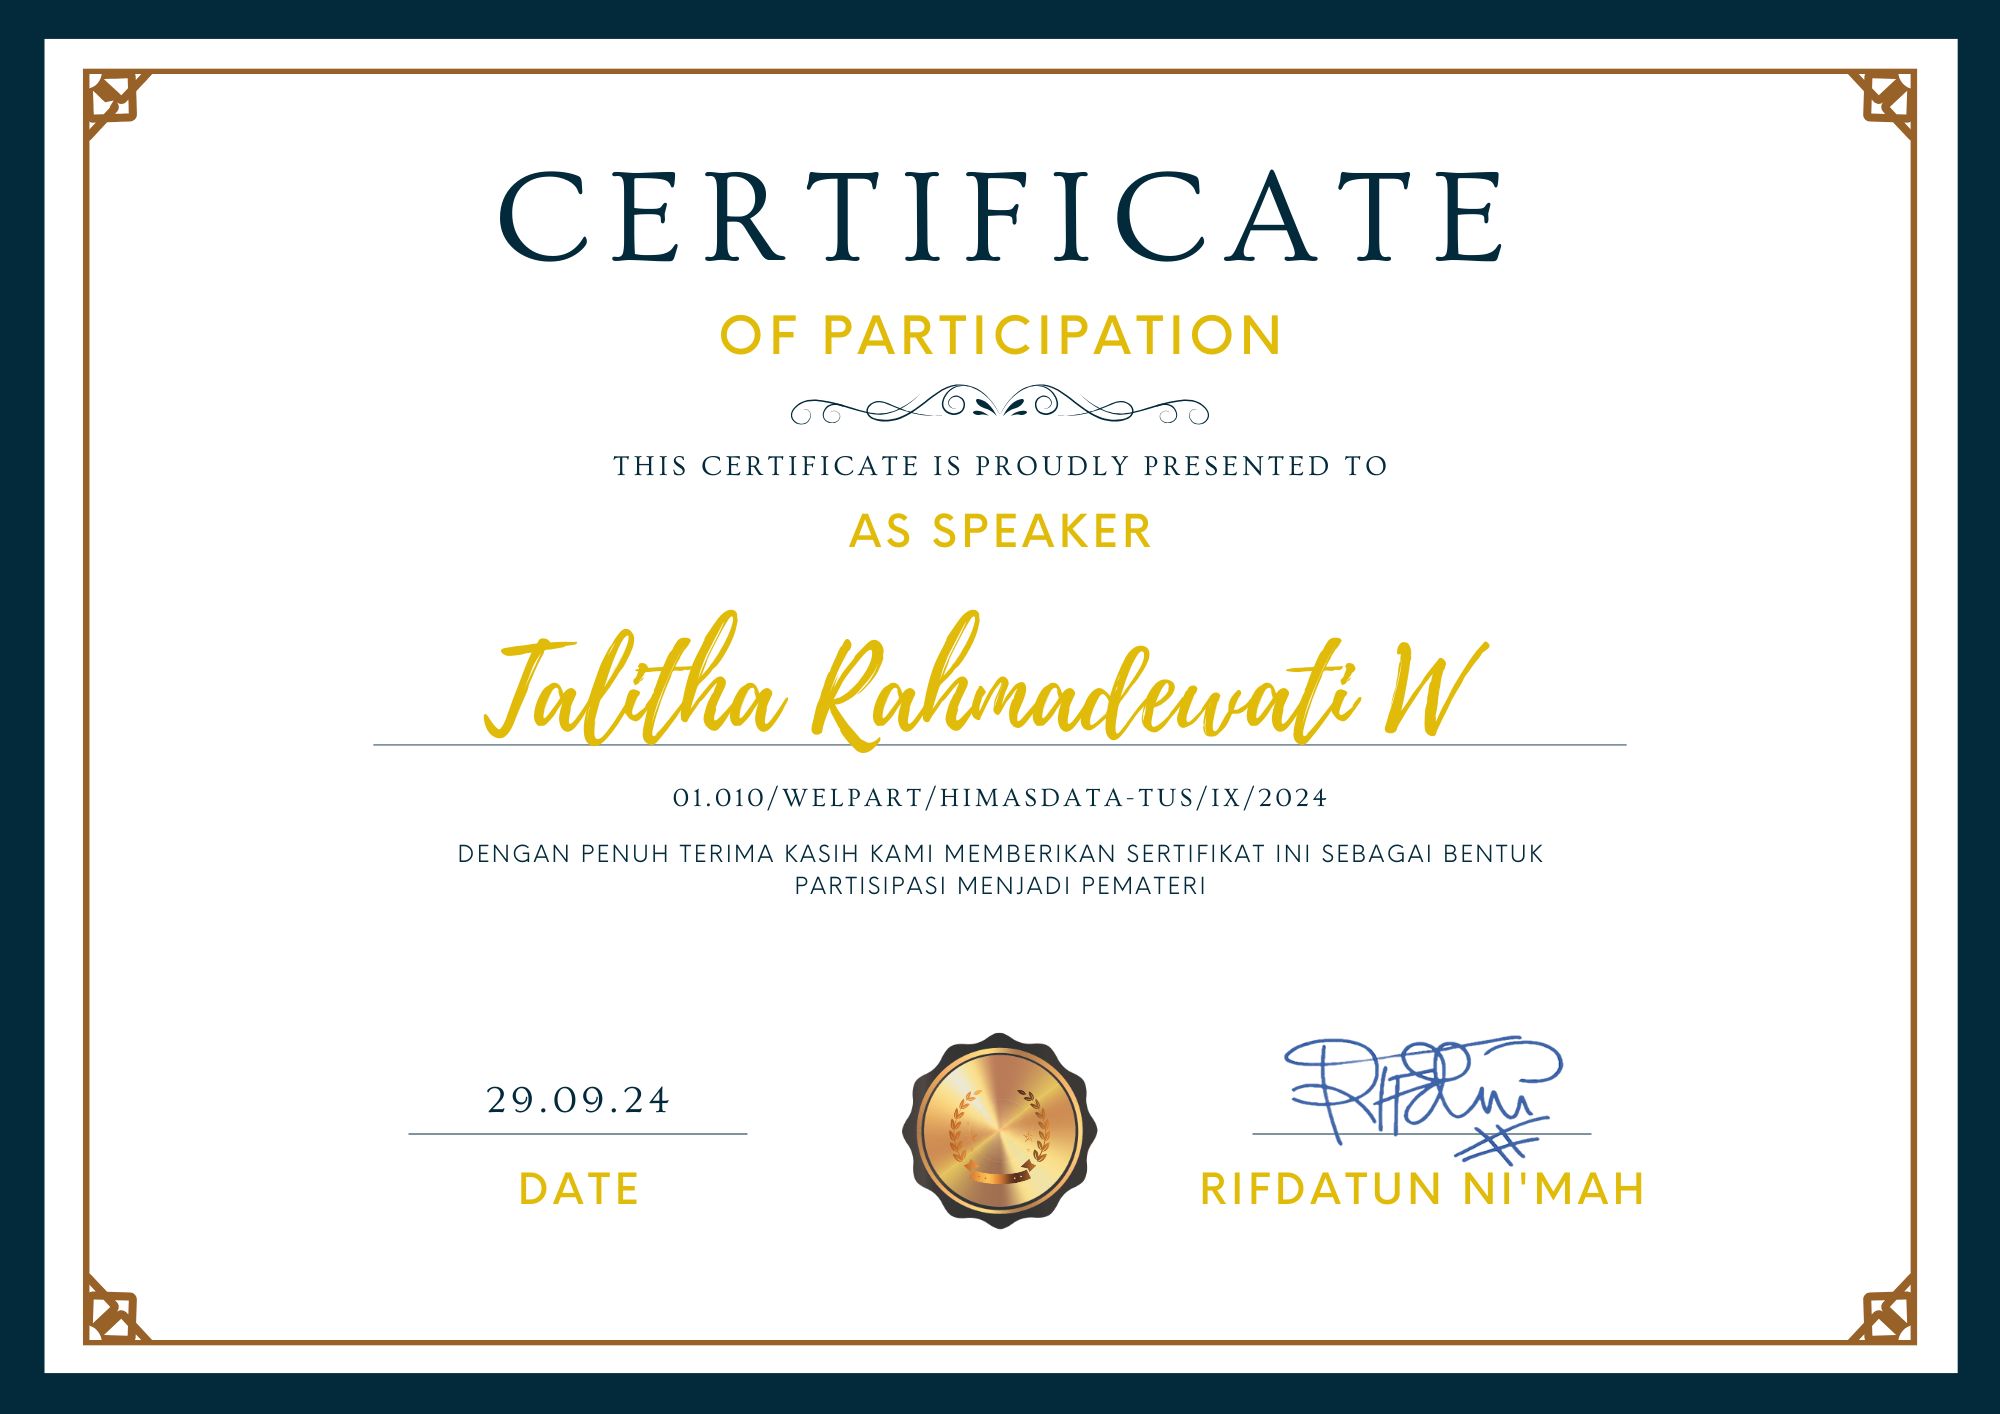 CERTIFICATE
OF PARTICIPATION
THIS CERTIFICATE IS PROUDLY PRESENTED TO
AS SPEAKER
Talitha Rahmadewati W
01.010/WELPART/HIMASDATA-TUS/IX/2024
DENGAN PENUH TERIMA KASIH KAMI MEMBERIKAN SERTIFIKAT INI SEBAGAI BENTUK
PARTISIPASI MENJADI PEMATERI
29.09.24
DATE
RIFDATUN NI'MAH